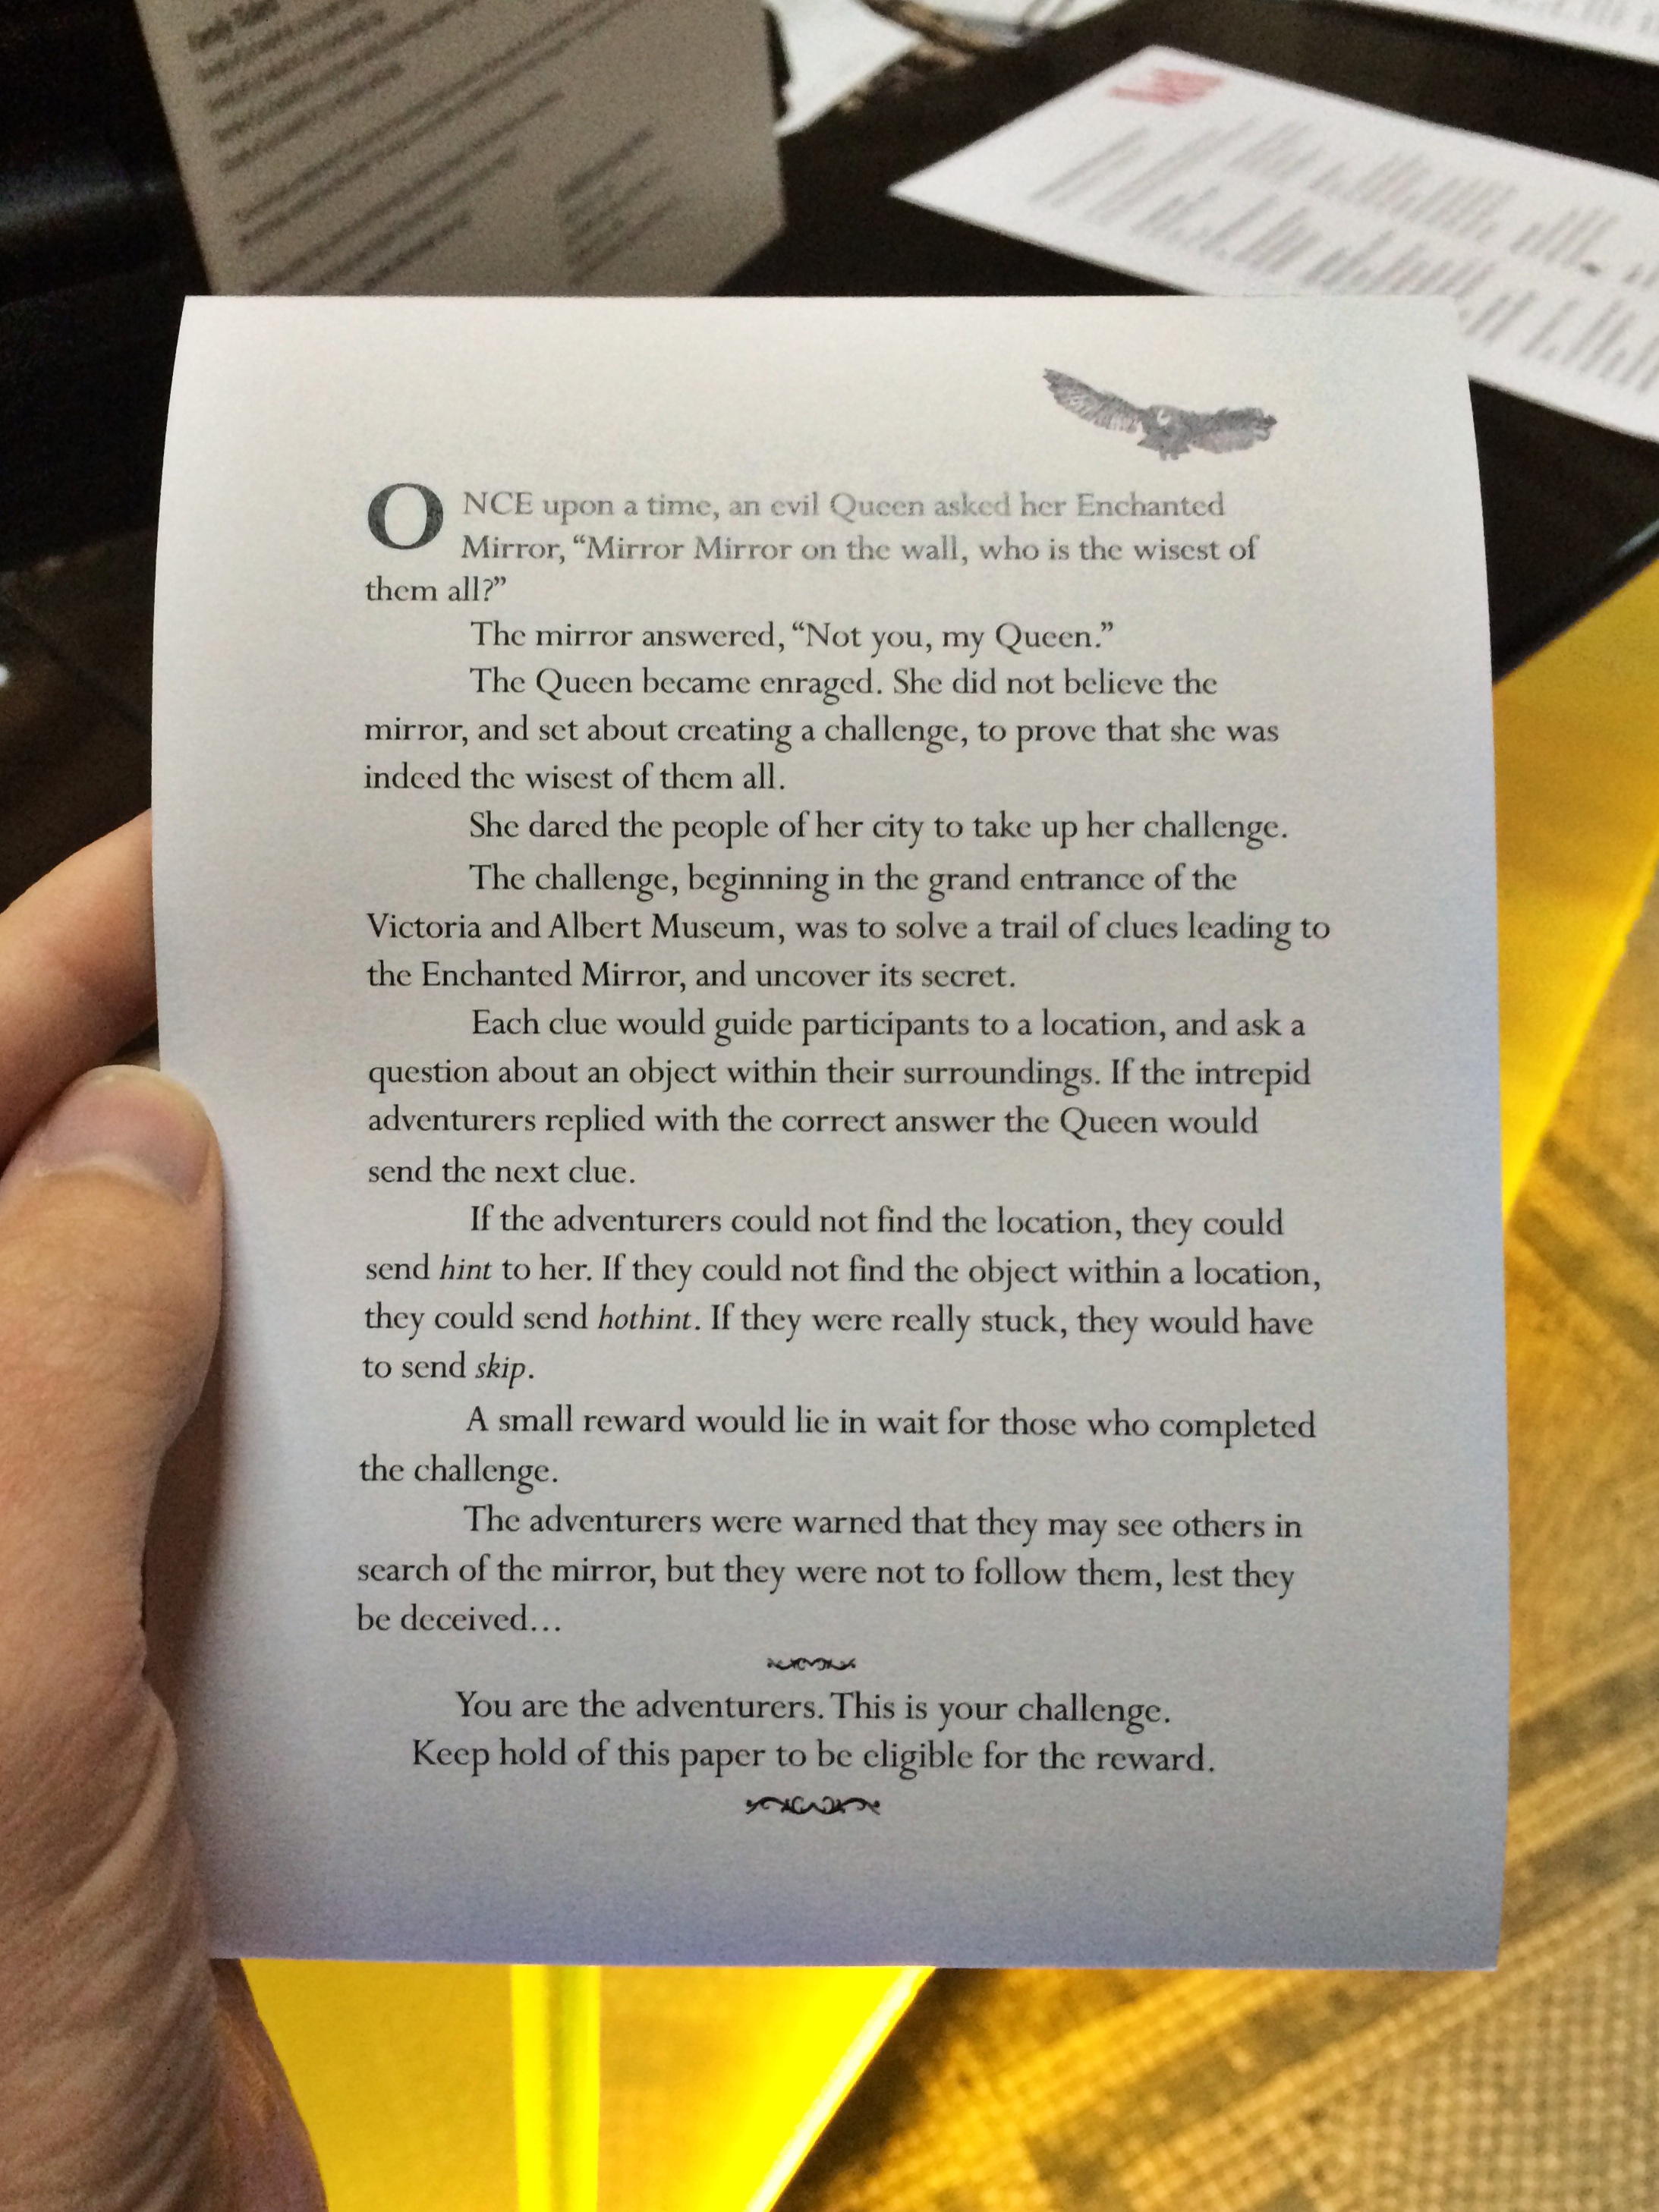 ONCE upon a time, an evil Queen asked her Enchanted
Mirror, “Mirror Mirror on the wall, who is the wisest of
them all?”
The mirror answered, “Not you, my Queen.”
The Queen became enraged. She did not believe the
mirror, and set about creating a challenge, to prove that she was
indeed the wisest of them all.
She dared the people of her city to take up her challenge.
The challenge, beginning in the grand entrance of the
Victoria and Albert Museum, was to solve a trail of clues leading to
the Enchanted Mirror, and uncover its secret.
Each clue would guide participants to a location, and ask a
question about an object within their surroundings. If the intrepid
adventurers replied with the correct answer the Queen would
send the next clue.
If the adventurers could not find the location, they could
send hint to her. If they could not find the object within a location,
they could send hothint. If they were really stuck, they would have
to send skip.
A small reward would lie in wait for those who completed
the challenge.
The adventurers were warned that they may see others in
search of the mirror, but they were not to follow them, lest they
be deceived…
You are the adventurers. This is your challenge.
Keep hold of this paper to be eligible for the reward.